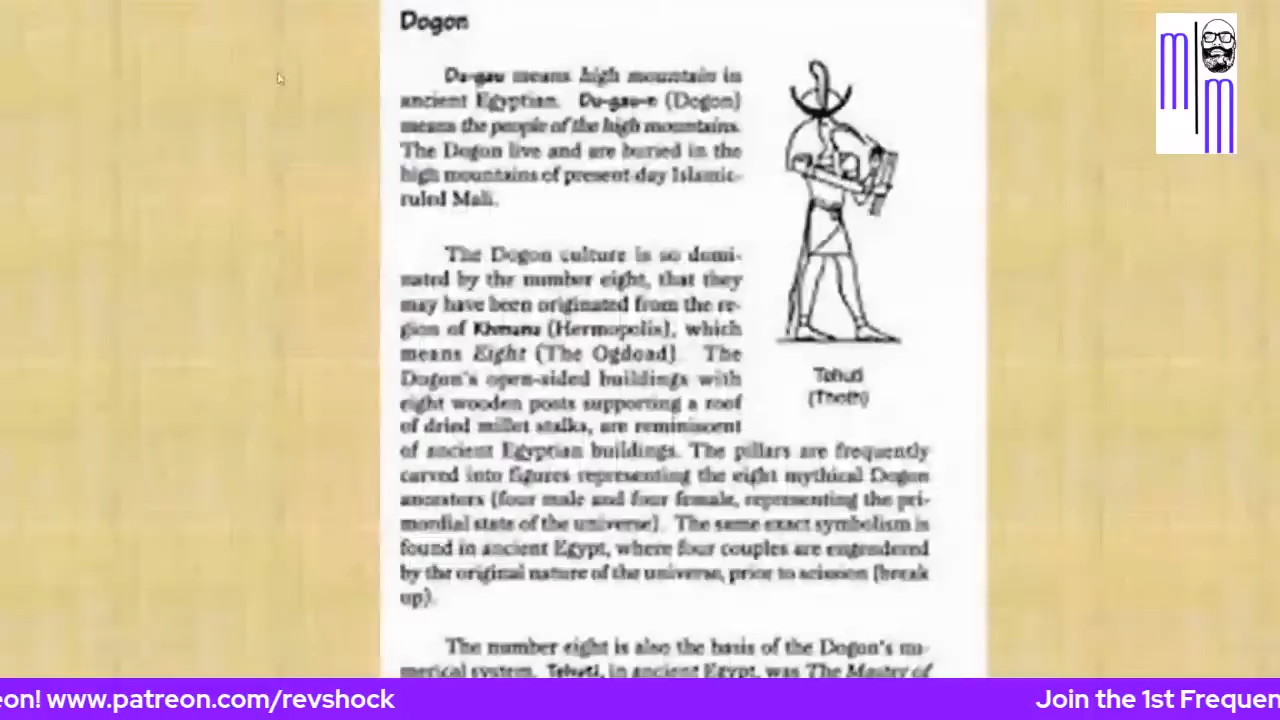 Dogon
Du-gau means high mountain in
ancient Egyptian. Du-gau-n (Dogon)
means the people of the high mountains.
The Dogon live and are buried in the
high mountains of present-day Islamic-
ruled Mali.
The Dogon culture is so domi-
nated by the number eight, that they
may have been originated from the re-
gion of Khmunu (Hermopolis), which
means Eight (The Ogdoad). The
Dogon's open-sided buildings with
eight wooden posts supporting a roof
of dried millet stalks, are reminiscent
of ancient Egyptian buildings. The pillars are frequently
carved into figures representing the eight mythical Dogon
ancestors (four male and four female, representing the pri-
mordial state of the universe). The same exact symbolism is
found in ancient Egypt, where four couples are engendered
by the original nature of the universe, prior to scission (break
up).
The number eight is also the basis of the Dogon's nu-
merical system. Tehuti, in ancient Egypt, was The Master of
Tehuti
(Thoth)
m
m
eon! www.patreon.com/revshock
Join the 1st Frequen